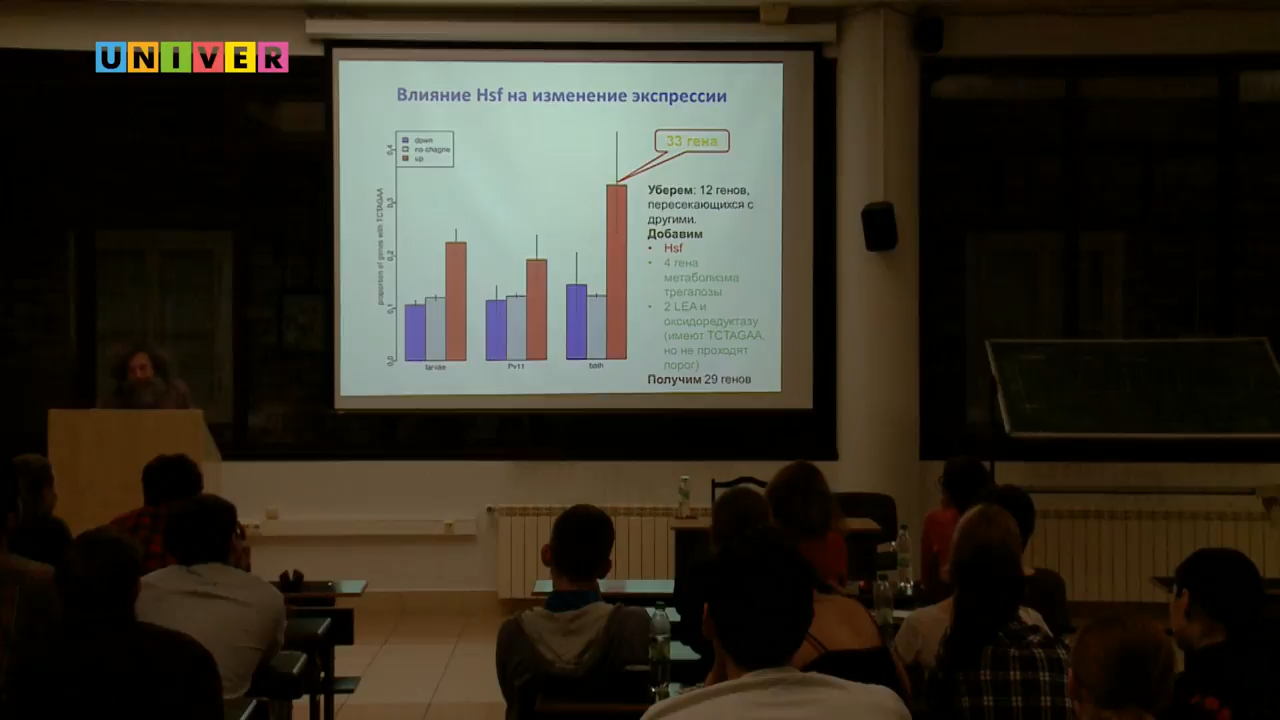 UNIVER
Влияние Hsf на изменение экспрессии
down
no-chagne
up
33 гена
proportion of genes with TCTAGAA
0,4
0,3
0,2
0,1
0,0
larvae
Pv11
both
Уберем: 12 генов,
пересекающихся с
другими.
Добавим
• Hsf
• 4 гена
метаболизма
трегалозы
• 2 LEA и
оксидоредуктазу
(имеют TCTAGAA,
но не проходят
порог)
Получим 29 генов